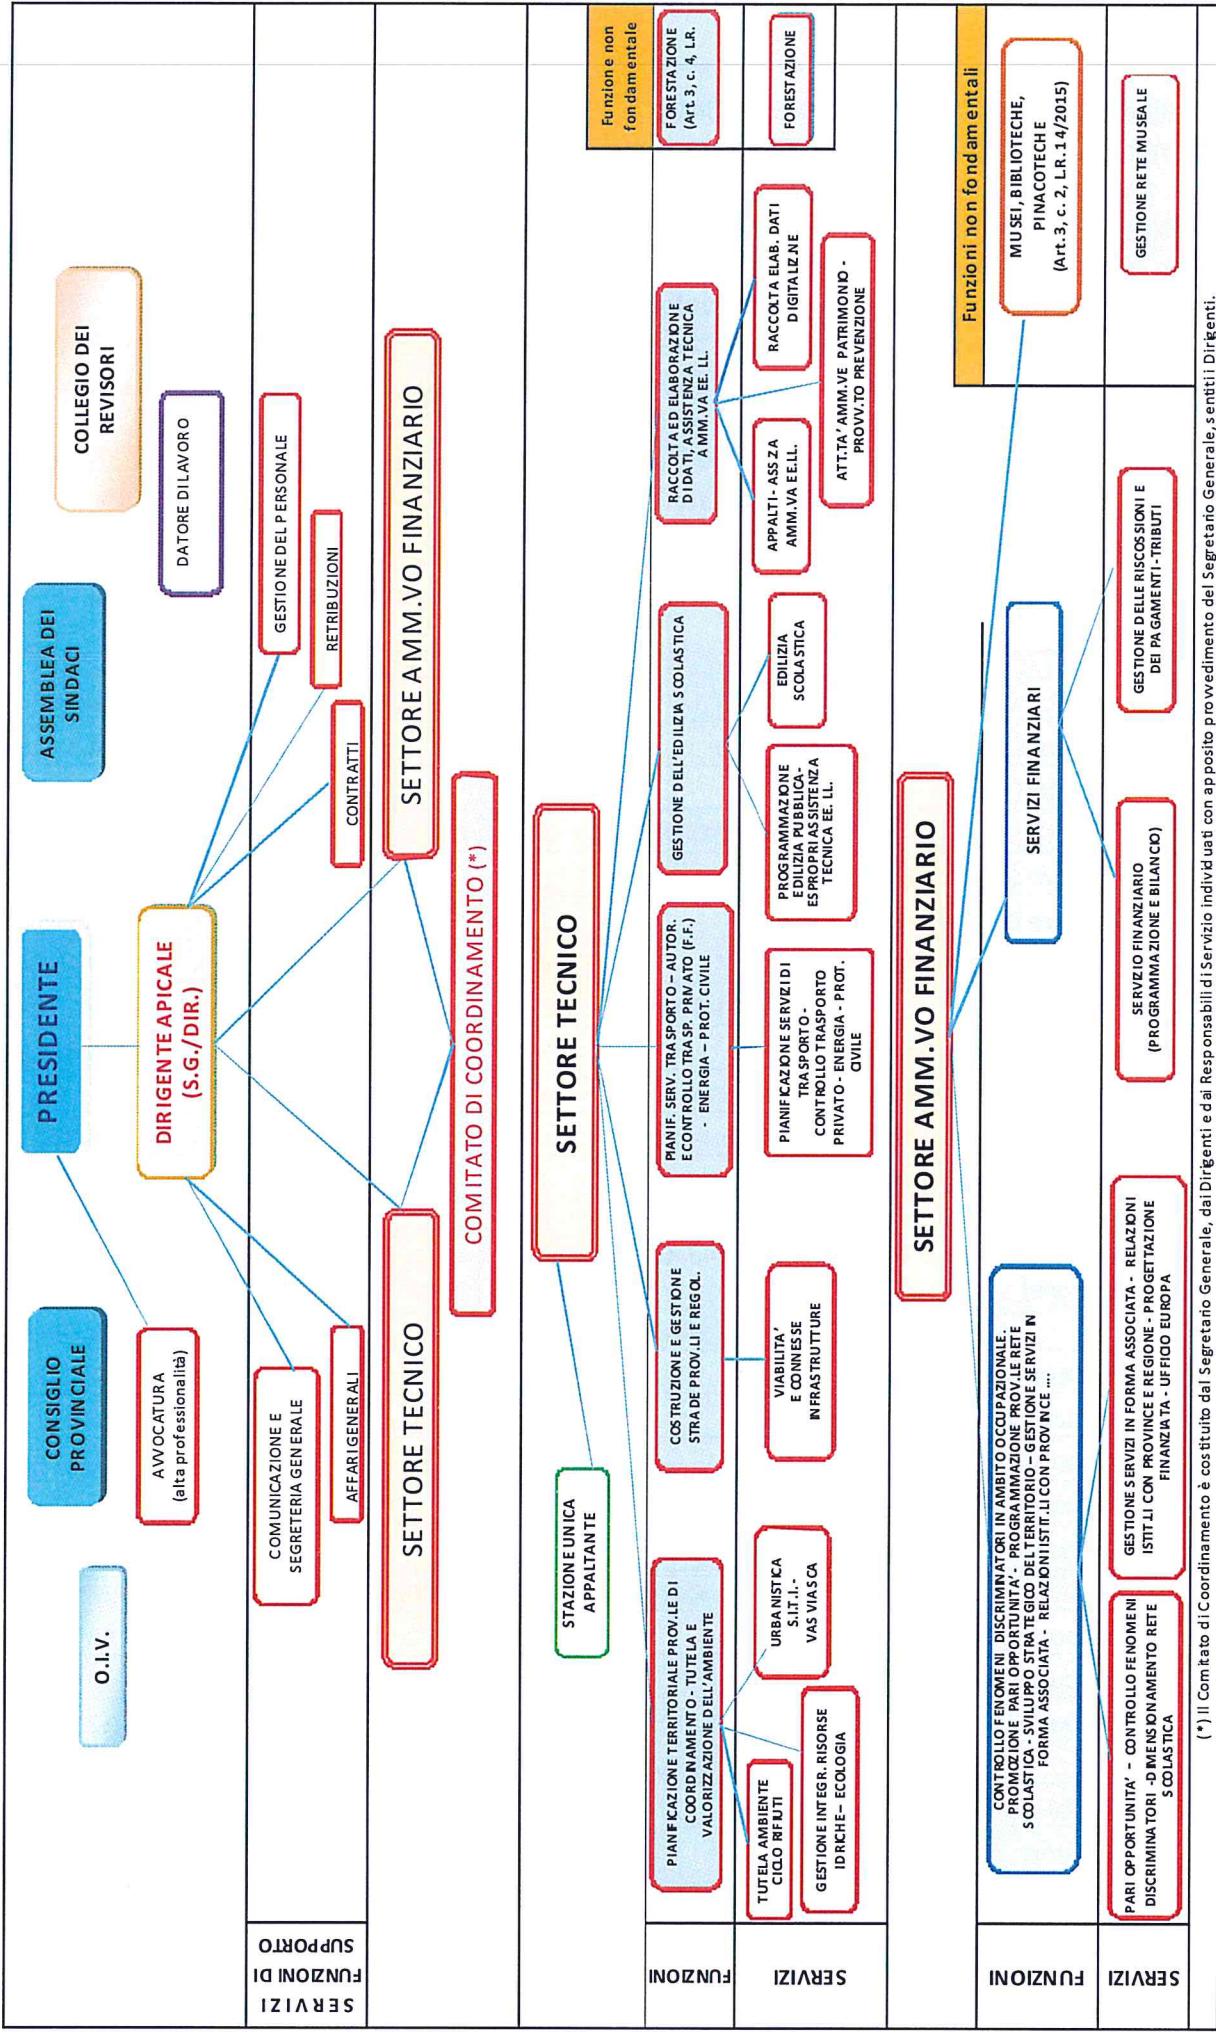 O.I.V.
CONSIGLIO
PROVINCIALE
PRESIDENTE
ASSEMBLEA DEI
SINDACI
COLLEGIO DEI
REVISORI
AVVOCATURA
(alta professionalità)
DIRIGENTE APICALE
(S.G./DIR.)
DATORE DI LAVORO
SERVIZI
FUNZIONI DI
SUPPORTO
COMUNICAZIONE E
SEGRETERIA GENERALE
AFFARI GENERALI
CONTRATTI
RETRIBUZIONI
GESTIONE DEL PERSONALE
SETTORE TECNICO
SETTORE AMM.VO FINANZIARIO
COMITATO DI COORDINAMENTO (*)
SETTORE TECNICO
STAZIONE UNICA
APPALTANTE
Funzione non
fondamentale
FUNZIONI
PIANIFICAZIONE TERRITORIALE PROV.LE DI
COORDINAMENTO - TUTELA E
VALORIZZAZIONE DELL'AMBIENTE
COSTRUZIONE E GESTIONE
STRADE PROV.LI E REGOL.
PIANIF. SERV. TRASPORTO – AUTOR.
E CONTROLLO TRASP. PRIVATO (F.F.)
- ENERGIA – PROT. CIVILE
GESTIONE DELL'EDILIZIA SCOLASTICA
RACCOLTA ED ELABORAZIONE
DI DATI, ASSISTENZA TECNICA
AMM.VA EE. LL.
FORESTAZIONE
(Art. 3, c. 4, L.R.
SERVIZI
TUTELA AMBIENTE
CICLO RIFIUTI
GESTIONE INTEGR. RISORSE
IDRICHE – ECOLOGIA
URBANISTICA
S.I.T.I. -
VAS VIASCA
VIABILITA'
E CONNESSE
INFRASTRUTTURE
PIANIFICAZIONE SERVIZI DI
TRASPORTO -
CONTROLLO TRASPORTO
PRIVATO - ENERGIA - PROT.
CIVILE
PROGRAMMAZIONE
EDILIZIA PUBBLICA-
ESPROPRI ASSISTENZA
TECNICA EE. LL.
EDILIZIA
SCOLASTICA
APPALTI - ASSZA
AMM.VA EE.LL.
RACCOLTA ELAB. DATI
DIGITALIZ.NE
ATT.TA' AMM.VE PATRIMONIO -
PROVV.TO PREVENZIONE
FORESTAZIONE
SETTORE AMM.VO FINANZIARIO
Funzioni non fondamentali
FUNZIONI
CONTROLLO FENOMENI DISCRIMINATORI IN AMBITO OCCUPAZIONALE.
PROMOZIONE PARI OPPORTUNITA' - PROGRAMMAZIONE PROV.LE RETE
SCOLASTICA - SVILUPPO STRATEGICO DEL TERRITORIO – GESTIONE SERVIZI IN
FORMA ASSOCIATA - RELAZIONI ISTIT.LI CON PROVINCE ....
SERVIZI FINANZIARI
MUSEI, BIBLIOTECHE,
PINACOTECHE
(Art. 3, c. 2, L.R. 14/2015)
SERVIZI
PARI OPPORTUNITA' – CONTROLLO FENOMENI
DISCRIMINATORI -DIMENSIONAMENTO RETE
SCOLASTICA
GESTIONE SERVIZI IN FORMA ASSOCIATA - RELAZIONI
ISTIT.LI CON PROVINCE E REGIONE - PROGETTAZIONE
FINANZIATA - UFFICIO EUROPA
SERVIZIO FINANZIARIO
(PROGRAMMAZIONE E BILANCIO)
GESTIONE DELLE RISCOSSIONI E
DEI PAGAMENTI - TRIBUTI
GESTIONE RETE MUSEALE
(*) Il Comitato di Coordinamento è costituito dal Segretario Generale, dai Dirigenti e dai Responsabili di Servizio individuati con apposito provvedimento del Segretario Generale, sentiti i Dirigenti.